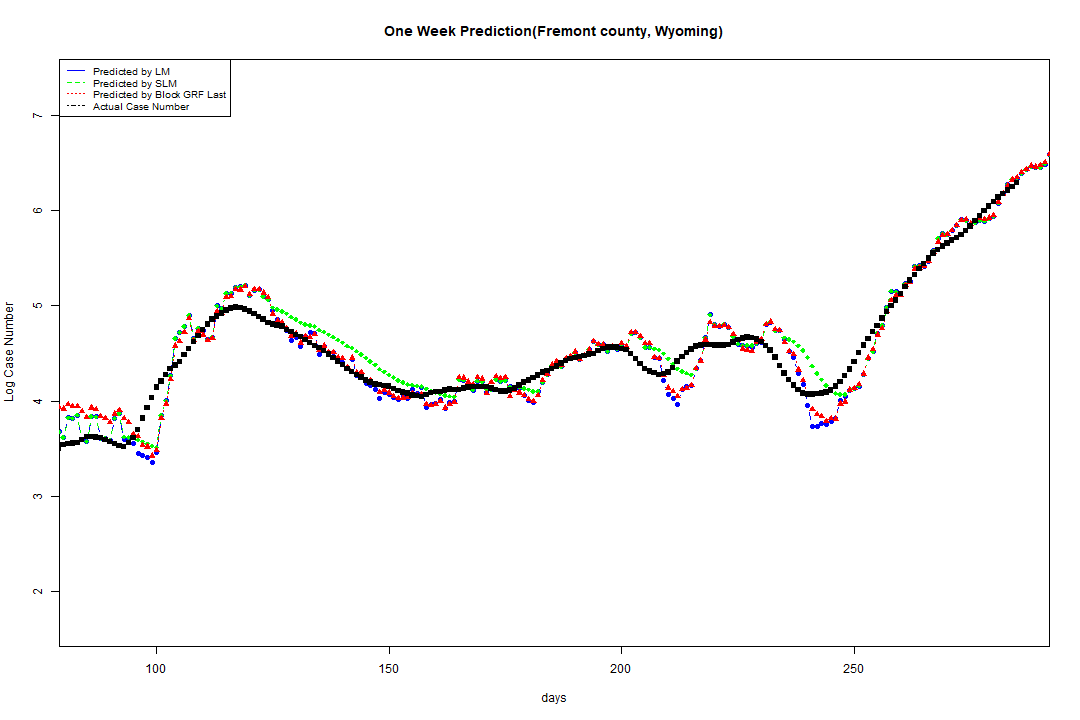 One Week Prediction(Fremont county, Wyoming)
Predicted by LM
Predicted by SLM
Predicted by Block GRF Last
Actual Case Number
Log Case Number
7
6
5
4
3
2
100 150 200 250
days